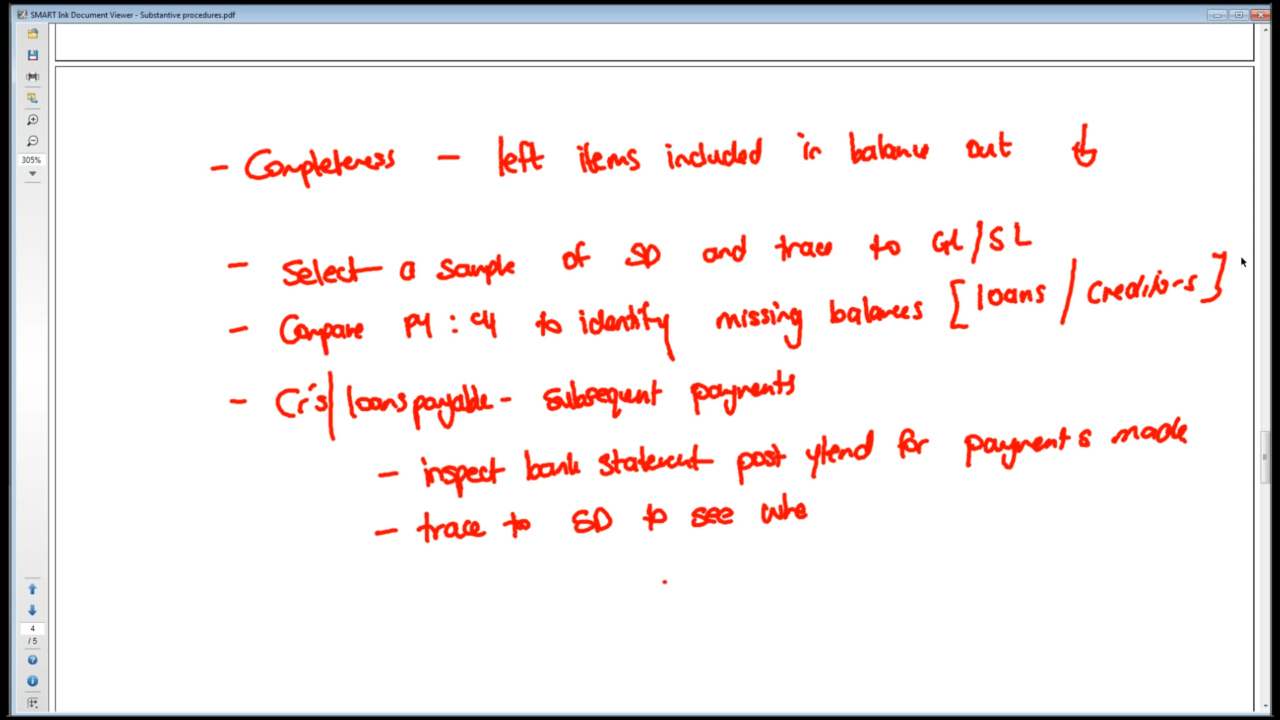 SMART Ink Document Viewer - Substantive procedures.pdf
305%
- Completeness - left items included in balance out ↓
- Select a sample of SD and trace to GL/SL
- Compare PY : CY to identify missing balances [loans / creditors]
- Cr's | loans payable - subsequent payments
- inspect bank statement post y/end for payments made
- trace to SD to see whe
4
/ 5